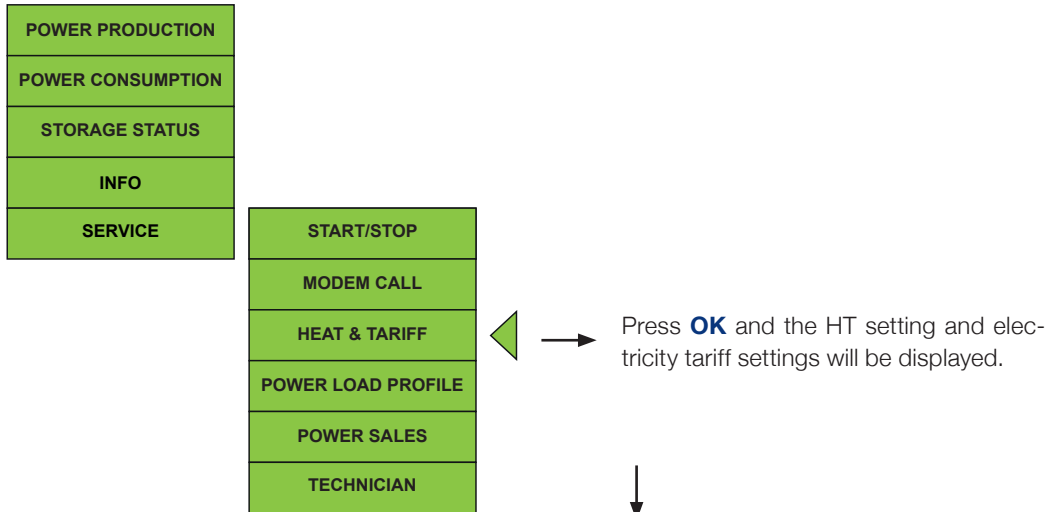 POWER PRODUCTION
POWER CONSUMPTION
STORAGE STATUS
INFO
SERVICE
START/STOP
MODEM CALL
HEAT & TARIFF
POWER LOAD PROFILE
POWER SALES
TECHNICIAN
Press OK and the HT setting and elec-
tricity tariff settings will be displayed.